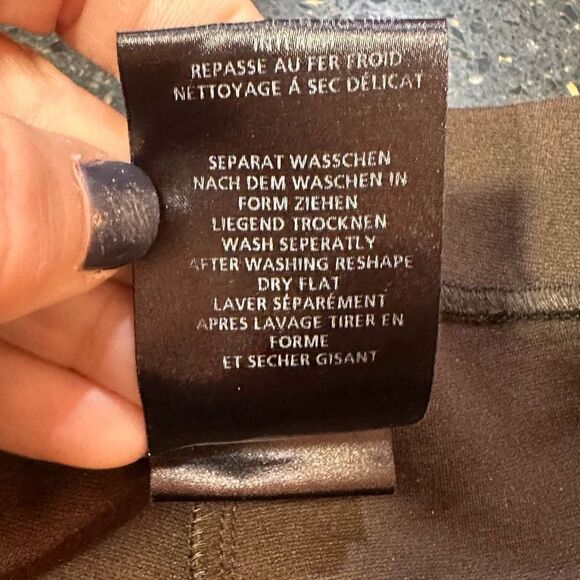 REPASSE AU FER FROID
NETTOYAGE Á SEC DÉLICAT
SEPARAT WASSCHEN
NACH DEM WASCHEN IN
FORM ZIEHEN
LIEGEND TROCKNEN
WASH SEPERATLY
AFTER WASHING RESHAPE
DRY FLAT
LAVER SÉPARÉMENT
APRES LAVAGE TIRER EN
FORME
ET SECHER GISANT